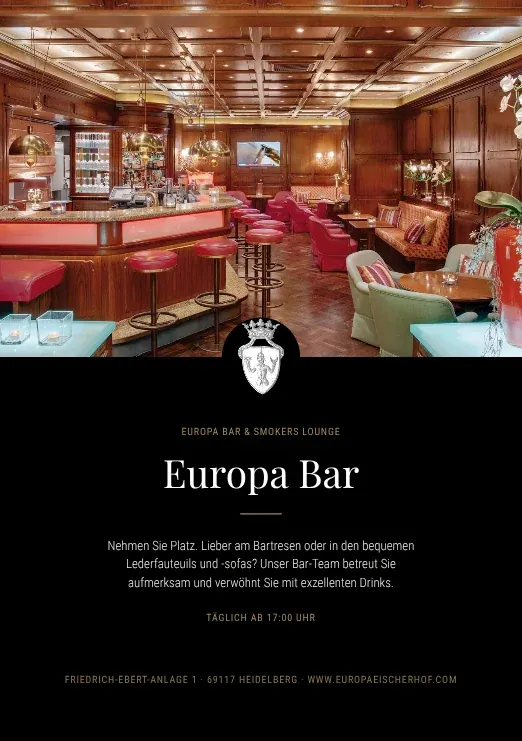 EUROPA BAR & SMOKERS LOUNGE
Europa Bar
Nehmen Sie Platz. Lieber am Bartresen oder in den bequemen
Lederfauteuils und -sofas? Unser Bar-Team betreut Sie
aufmerksam und verwöhnt Sie mit exzellenten Drinks.
TÄGLICH AB 17:00 UHR
FRIEDRICH-EBERT-ANLAGE 1 · 69117 HEIDELBERG · WWW.EUROPAEISCHERHOF.COM